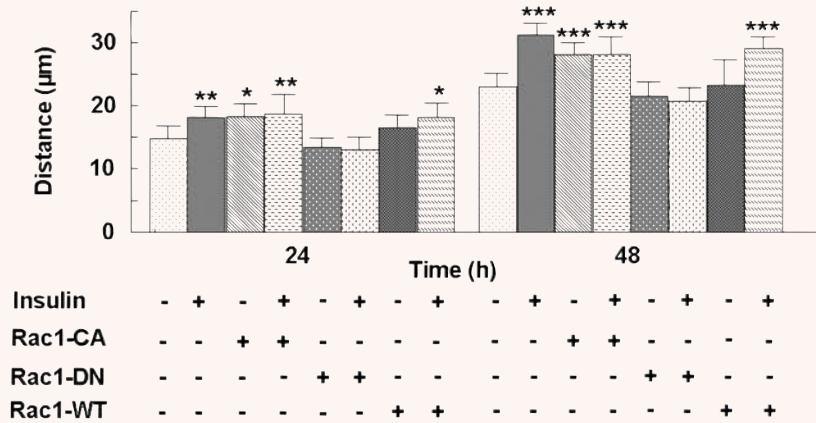 Distance (µm)
30
20
10
0
** * ** * *** *** *** ***
24 48
Time (h)
Insulin - + - + - + - + - + - + - + - +
Rac1-CA - - + + - - - - - - + + - - - -
Rac1-DN - - - - + + - - - - - - + + - -
Rac1-WT - - - - - - + + - - - - - - + +